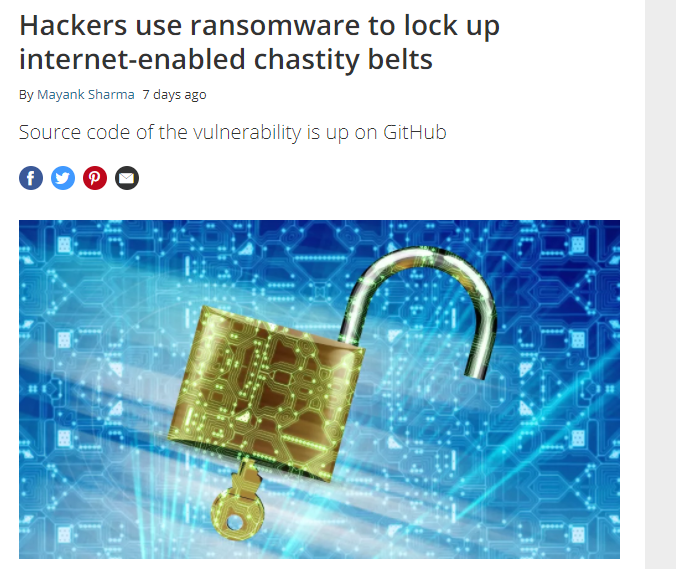 Hackers use ransomware to lock up
internet-enabled chastity belts
By Mayank Sharma 7 days ago
Source code of the vulnerability is up on GitHub